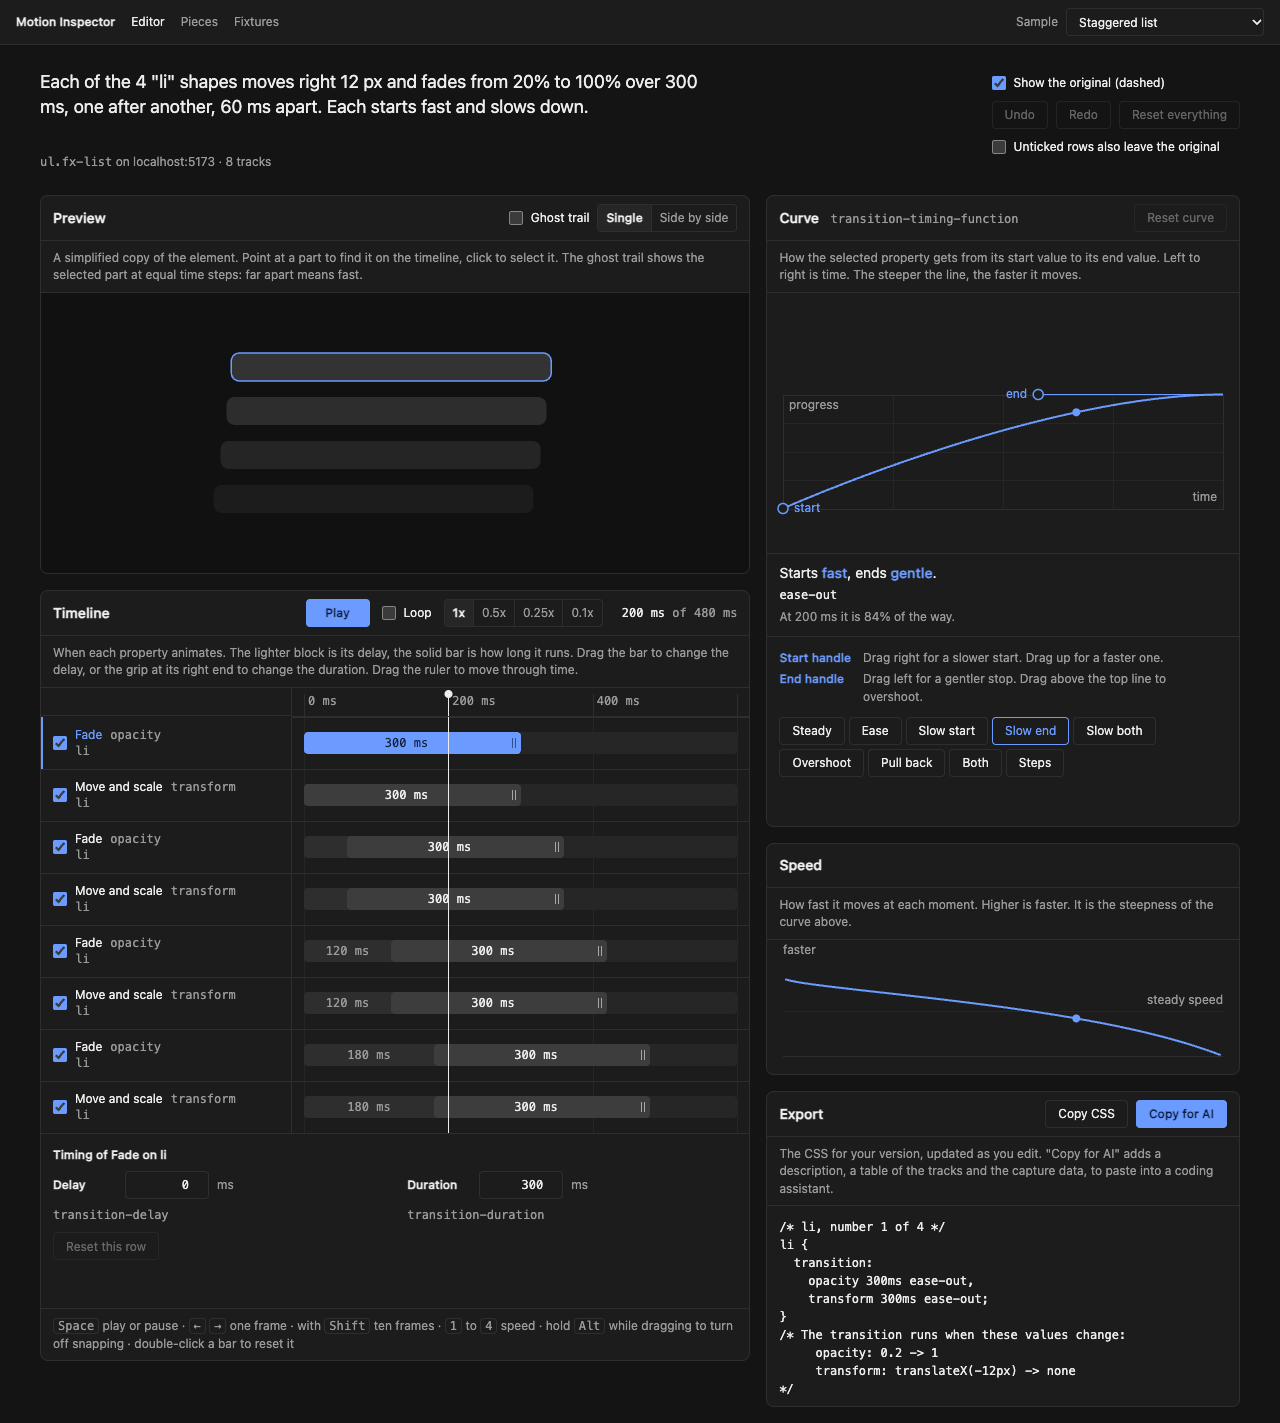 Motion Inspector Editor Pieces Fixtures Sample Staggered list
Each of the 4 "li" shapes moves right 12 px and fades from 20% to 100% over 300
ms, one after another, 60 ms apart. Each starts fast and slows down.
ul.fx-list on localhost:5173 · 8 tracks
Show the original (dashed)
Undo Redo Reset everything
Unticked rows also leave the original
Preview Ghost trail Single Side by side
A simplified copy of the element. Point at a part to find it on the timeline, click to select it. The ghost trail shows the
selected part at equal time steps: far apart means fast.
Timeline Play Loop 1x 0.5x 0.25x 0.1x 200 ms of 480 ms
When each property animates. The lighter block is its delay, the solid bar is how long it runs. Drag the bar to change the
delay, or the grip at its right end to change the duration. Drag the ruler to move through time.
0 ms 200 ms 400 ms
Fade opacity
li
300 ms
Move and scale transform
li
300 ms
Fade opacity
li
300 ms
Move and scale transform
li
300 ms
Fade opacity
li
120 ms 300 ms
Move and scale transform
li
120 ms 300 ms
Fade opacity
li
180 ms 300 ms
Move and scale transform
li
180 ms 300 ms
Timing of Fade on li
Delay 0 ms Duration 300 ms
transition-delay transition-duration
Reset this row
Space play or pause · ← → one frame · with Shift ten frames · 1 to 4 speed · hold Alt while dragging to turn
off snapping · double-click a bar to reset it
Curve transition-timing-function Reset curve
How the selected property gets from its start value to its end value. Left to
right is time. The steeper the line, the faster it moves.
end
progress
time
start
Starts fast, ends gentle.
ease-out
At 200 ms it is 84% of the way.
Start handle Drag right for a slower start. Drag up for a faster one.
End handle Drag left for a gentler stop. Drag above the top line to
overshoot.
Steady Ease Slow start Slow end Slow both
Overshoot Pull back Both Steps
Speed
How fast it moves at each moment. Higher is faster. It is the steepness of the
curve above.
faster
steady speed
Export Copy CSS Copy for AI
The CSS for your version, updated as you edit. "Copy for AI" adds a
description, a table of the tracks and the capture data, to paste into a coding
assistant.
/* li, number 1 of 4 */
li {
  transition:
    opacity 300ms ease-out,
    transform 300ms ease-out;
}
/* The transition runs when these values change:
     opacity: 0.2 -> 1
     transform: translateX(-12px) -> none
*/